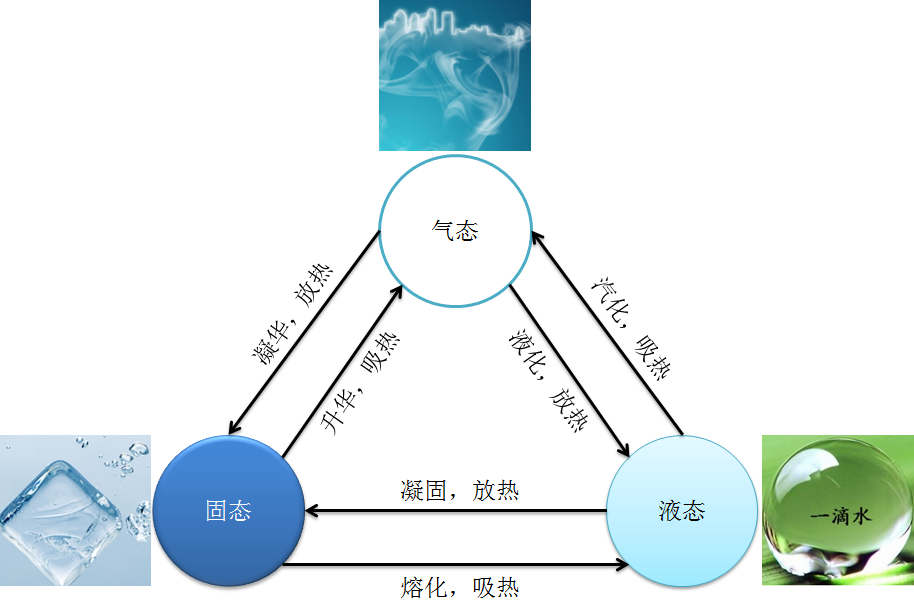 气态
凝华，放热
升华，吸热
液化，放热
汽化，吸热
固态
凝固，放热
液态
一滴水
熔化，吸热